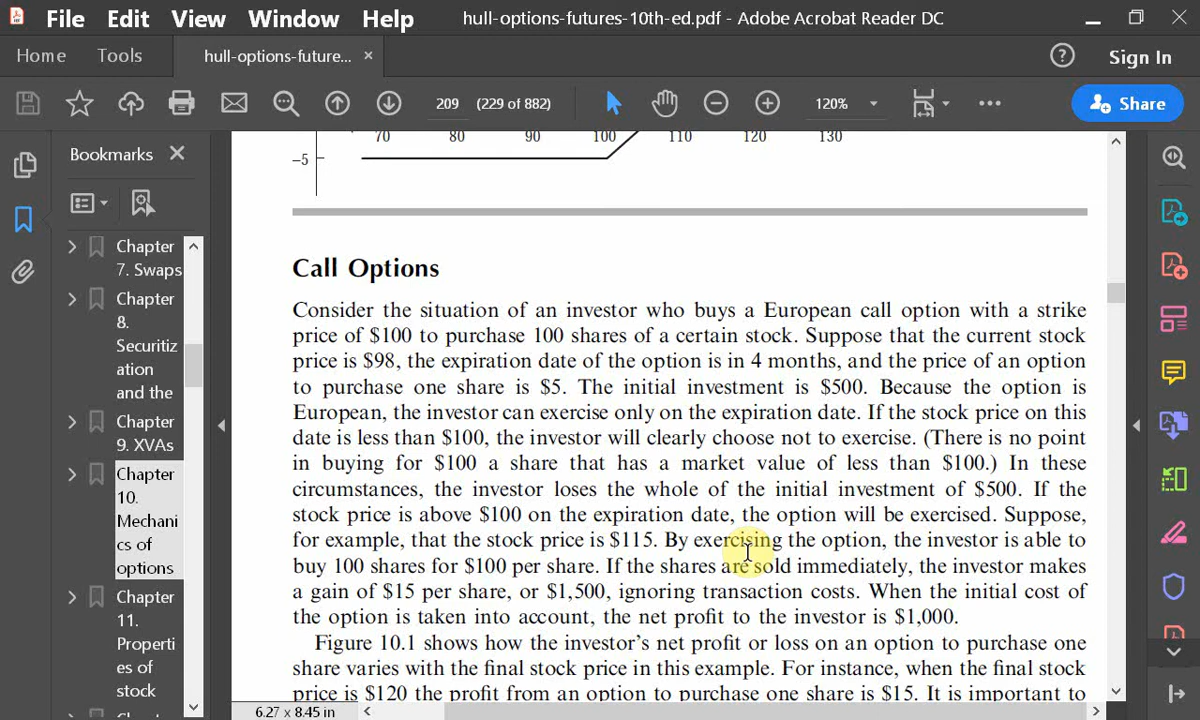 File Edit View Window Help hull-options-futures-10th-ed.pdf - Adobe Acrobat Reader DC
Home Tools hull-options-future... × Sign In
209 (229 of 882) 120% Share
Bookmarks
Chapter
7. Swaps
Chapter
8.
Securitiz
ation
and the
Chapter
9. XVAs
Chapter
10.
Mechani
cs of
options
Chapter
11.
Properti
es of
stock
70 80 90 100 110 120 130
−5
Call Options
Consider the situation of an investor who buys a European call option with a strike
price of $100 to purchase 100 shares of a certain stock. Suppose that the current stock
price is $98, the expiration date of the option is in 4 months, and the price of an option
to purchase one share is $5. The initial investment is $500. Because the option is
European, the investor can exercise only on the expiration date. If the stock price on this
date is less than $100, the investor will clearly choose not to exercise. (There is no point
in buying for $100 a share that has a market value of less than $100.) In these
circumstances, the investor loses the whole of the initial investment of $500. If the
stock price is above $100 on the expiration date, the option will be exercised. Suppose,
for example, that the stock price is $115. By exercising the option, the investor is able to
buy 100 shares for $100 per share. If the shares are sold immediately, the investor makes
a gain of $15 per share, or $1,500, ignoring transaction costs. When the initial cost of
the option is taken into account, the net profit to the investor is $1,000.
Figure 10.1 shows how the investor's net profit or loss on an option to purchase one
share varies with the final stock price in this example. For instance, when the final stock
price is $120 the profit from an option to purchase one share is $15. It is important to
6.27 x 8.45 in